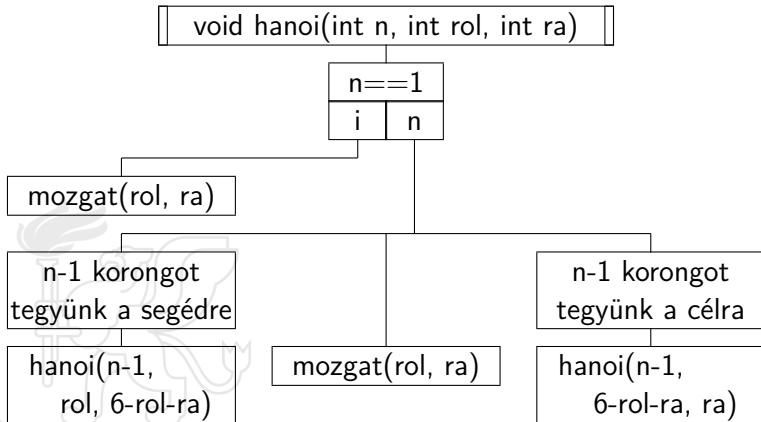 void hanoi(int n, int rol, int ra)
n==1
i
n
mozgat(rol, ra)
n-1 korongot
tegyünk a segédre
hanoi(n-1,
rol, 6-rol-ra)
mozgat(rol, ra)
n-1 korongot
tegyünk a célra
hanoi(n-1,
6-rol-ra, ra)